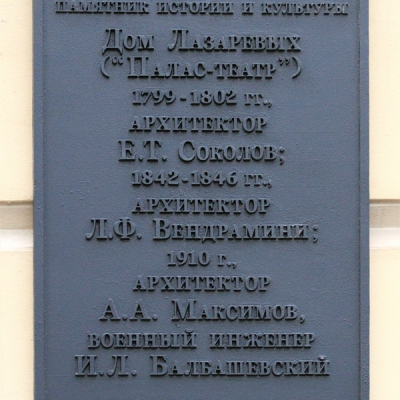 ПАМЯТНИК ИСТОРИИ И КУЛЬТУРЫ
ДОМ ЛАЗАРЕВЫХ
("ПАЛАС-ТЕАТР")
1799-1802 ГГ.,
АРХИТЕКТОР
Е.Т. СОКОЛОВ;
1842-1846 ГГ.,
АРХИТЕКТОР
Л.Ф. ВЕНДРАМИНИ;
1910 Г.,
АРХИТЕКТОР
А.А. МАКСИМОВ,
ВОЕННЫЙ ИНЖЕНЕР
И.Л. БАЛБАШЕВСКИЙ